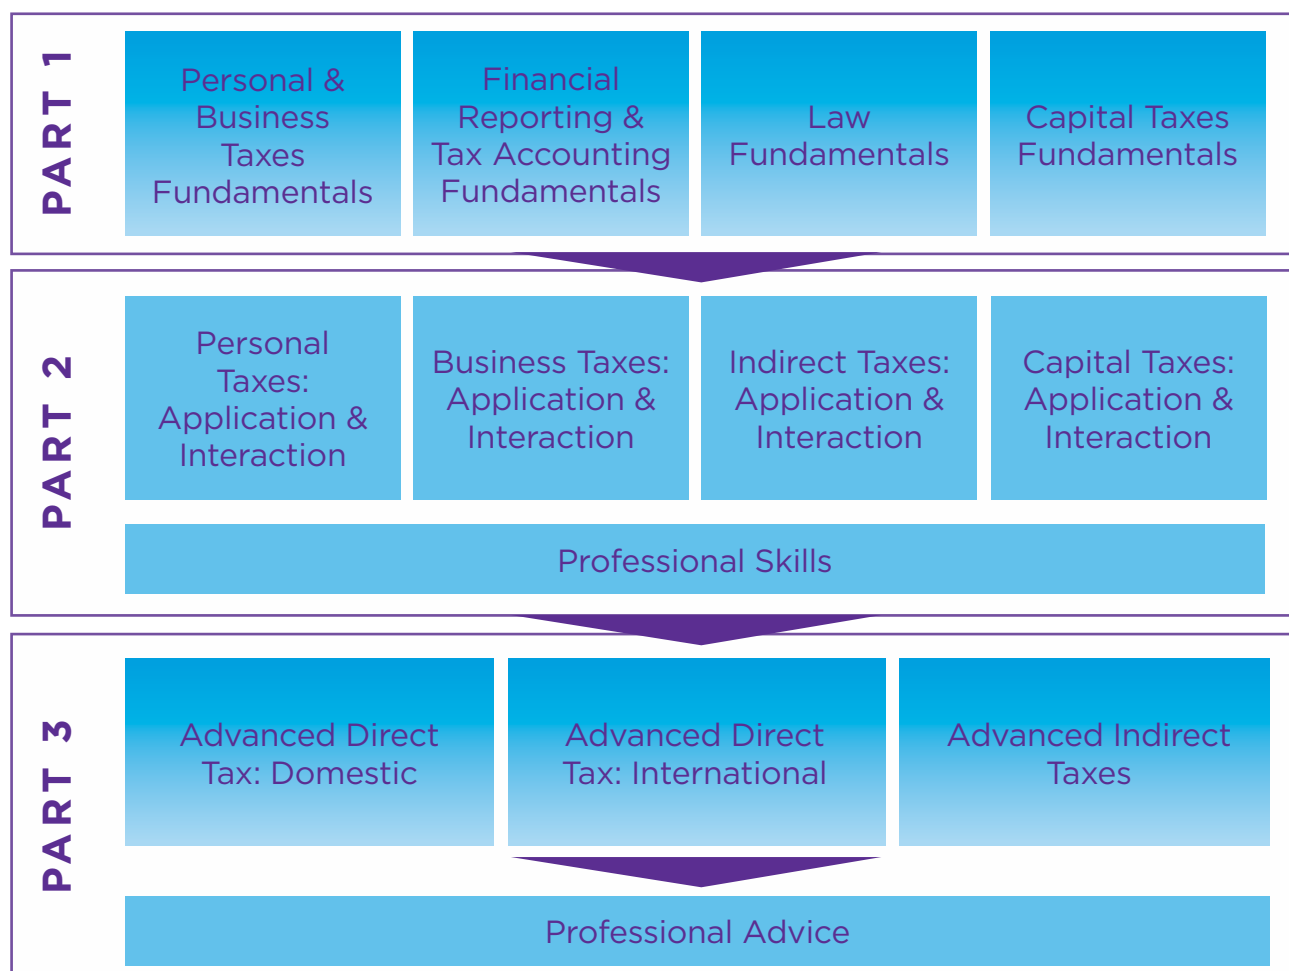 PART 1
Personal &
Business
Taxes
Fundamentals
Financial
Reporting &
Tax Accounting
Fundamentals
Law
Fundamentals
Capital Taxes
Fundamentals
PART 2
Personal
Taxes:
Application &
Interaction
Business Taxes:
Application &
Interaction
Indirect Taxes:
Application &
Interaction
Capital Taxes:
Application &
Interaction
Professional Skills
PART 3
Advanced Direct
Tax: Domestic
Advanced Direct
Tax: International
Advanced Indirect
Taxes
Professional Advice